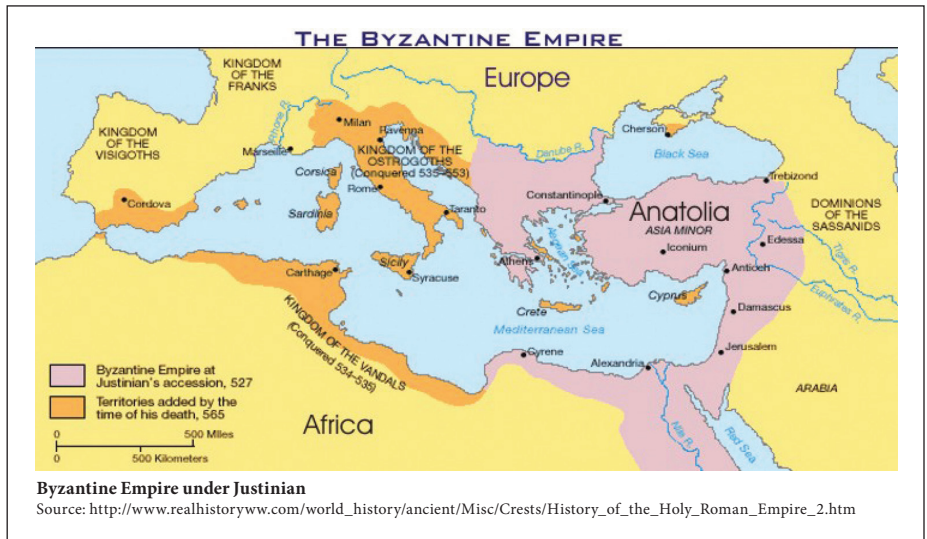 THE BYZANTINE EMPIRE
KINGDOM
OF THE
FRANKS
Europe
KINGDOM
OF THE
VISIGOTHS
Rhone R.
Milan
Ravenna
Marseille
KINGDOM OF THE
OSTROGOTHS
(Conquered 535–553)
Corsica
Rome
Sardinia
Taranto
Cordova
Danube R.
Cherson
Black Sea
Trebizond
Constantinople
Anatolia
ASIA MINOR
Iconium
DOMINIONS
OF THE
SASSANIDS
Edessa
Tigris R.
Euphrates R.
Aegean Sea
Athens
Antioch
Sicily
Syracuse
Carthage
KINGDOM OF THE VANDALS
(Conquered 534–535)
Crete
Cyprus
Damascus
Mediterranean Sea
Cyrene
Alexandria
Jerusalem
ARABIA
Nile R.
Red Sea
Africa
Byzantine Empire at
Justinian's accession, 527
Territories added by the
time of his death, 565
0 500 Miles
0 500 Kilometers
Byzantine Empire under Justinian
Source: http://www.realhistoryww.com/world_history/ancient/Misc/Crests/History_of_the_Holy_Roman_Empire_2.htm